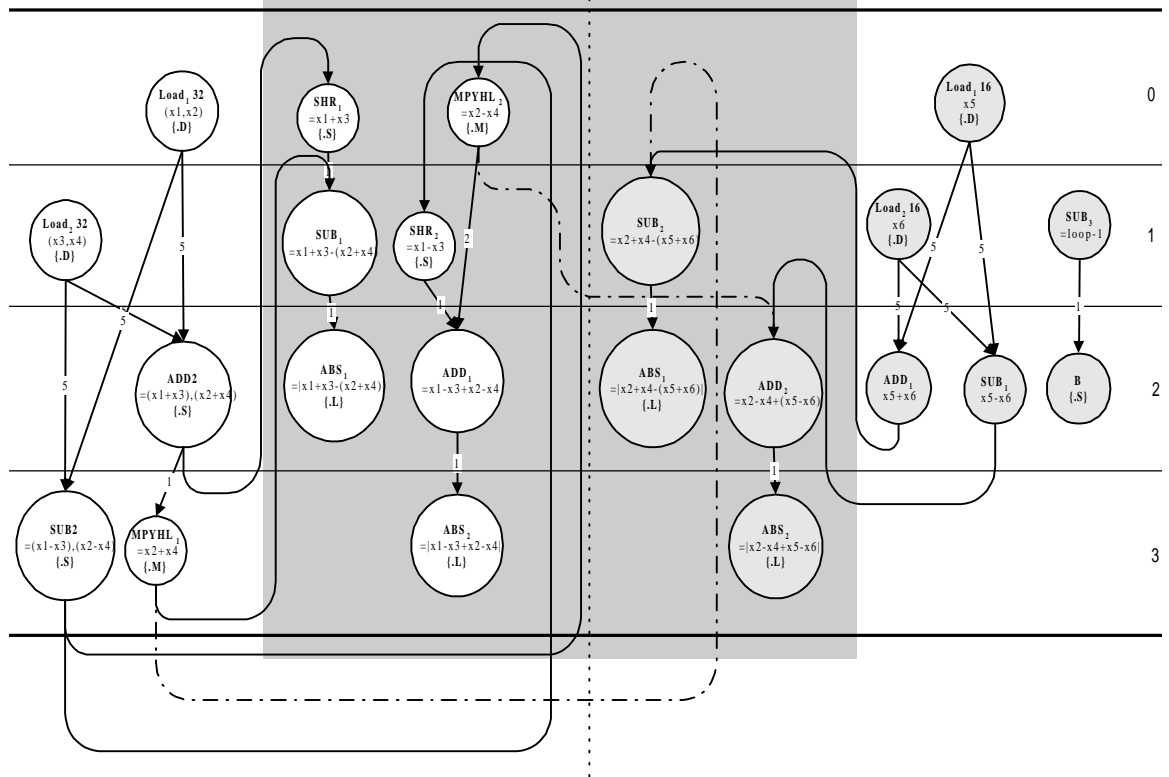 Load1 32
(x1,x2)
{.D}
SHR1
=x1+x3
{.S}
MPYHL2
=x2-x4
{.M}
Load1 16
x5
{.D}
0
Load2 32
(x3,x4)
{.D}
5
SUB1
=x1+x3-(x2+x4)
SHR2
=x1-x3
{.S}
2
SUB2
=x2+x4-(x5+x6)
Load2 16
x6
{.D}
5
5
SUB3
=loop-1
1
5
1
1
1
5
5
1
5
ADD2
=(x1+x3),(x2+x4)
{.S}
ABS1
=|x1+x3-(x2+x4)
{.L}
ADD1
=x1-x3+x2-x4
ABS1
=|x2+x4-(x5+x6)|
{.L}
ADD2
=x2-x4+(x5-x6)
ADD1
x5+x6
SUB1
x5-x6
B
{.S}
2
1
1
1
SUB2
=(x1-x3),(x2-x4)
{.S}
MPYHL1
=x2+x4
{.M}
ABS2
=|x1-x3+x2-x4|
{.L}
ABS2
=|x2-x4+x5-x6|
{.L}
3